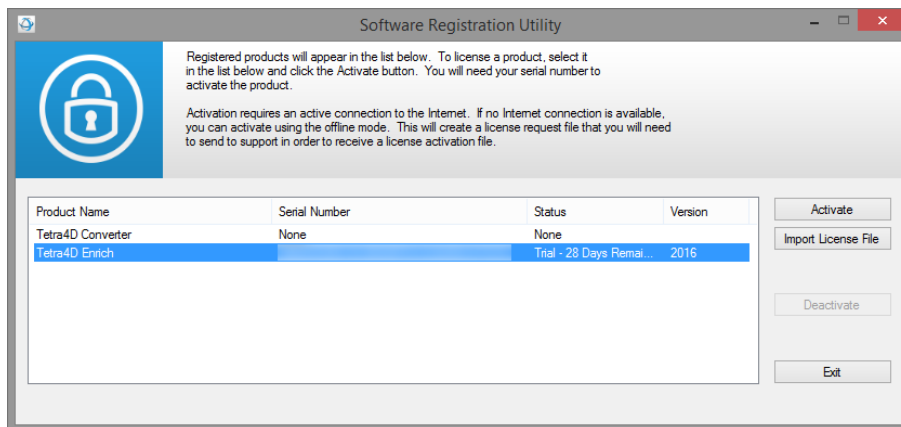 Software Registration Utility
Registered products will appear in the list below. To license a product, select it
in the list below and click the Activate button. You will need your serial number to
activate the product.
Activation requires an active connection to the Internet. If no Internet connection is available,
you can activate using the offline mode. This will create a license request file that you will need
to send to support in order to receive a license activation file.
Product Name Serial Number Status Version
Tetra4D Converter None None
Tetra4D Enrich Trial - 28 Days Remai... 2016
Activate
Import License File
Deactivate
Exit